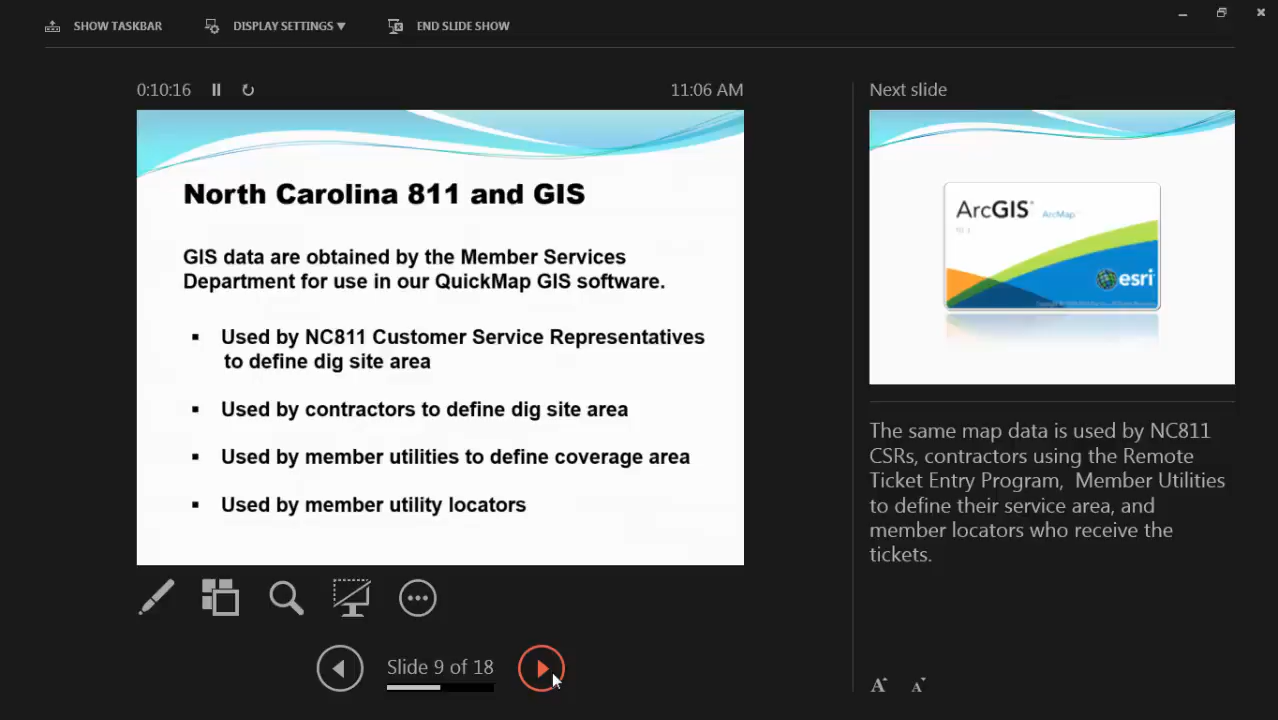 SHOW TASKBAR
DISPLAY SETTINGS ▼
END SLIDE SHOW
0:10:16
11:06 AM
North Carolina 811 and GIS
GIS data are obtained by the Member Services
Department for use in our QuickMap GIS software.
▪ Used by NC811 Customer Service Representatives
to define dig site area
▪ Used by contractors to define dig site area
▪ Used by member utilities to define coverage area
▪ Used by member utility locators
Slide 9 of 18
Next slide
ArcGIS® ArcMap
esri
The same map data is used by NC811
CSRs, contractors using the Remote
Ticket Entry Program, Member Utilities
to define their service area, and
member locators who receive the
tickets.
A A